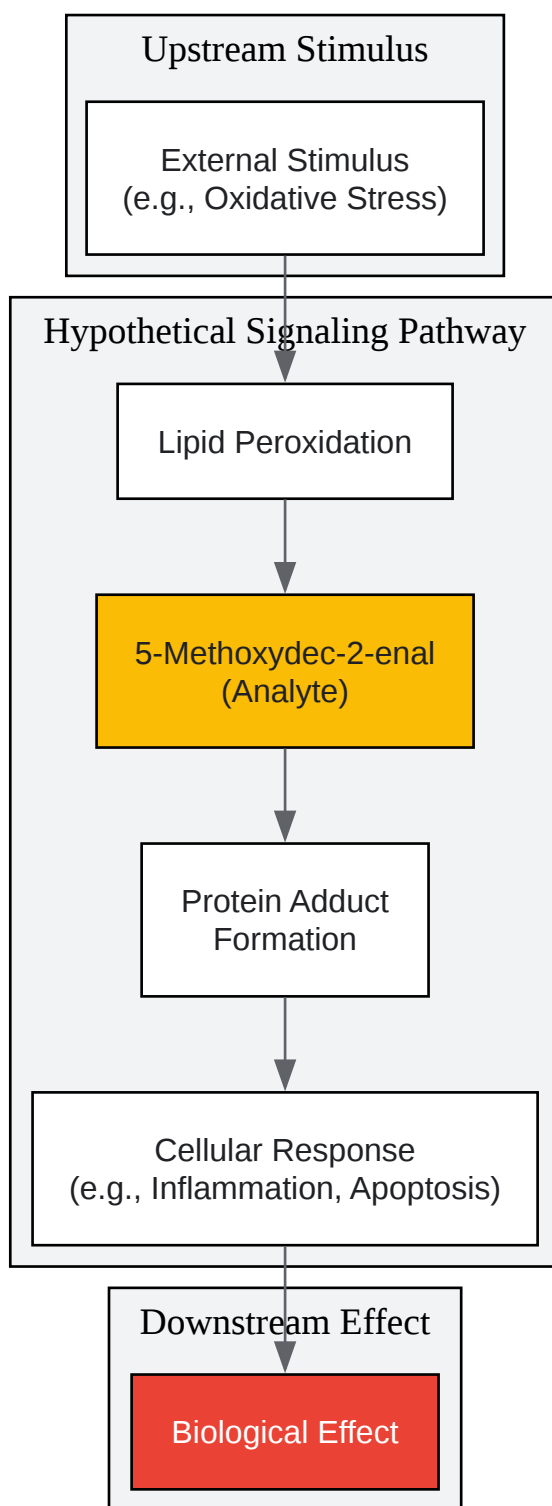 Upstream Stimulus
External Stimulus
(e.g., Oxidative Stress)
Hypothetical Signaling Pathway
Lipid Peroxidation
5-Methoxydec-2-enal
(Analyte)
Protein Adduct
Formation
Cellular Response
(e.g., Inflammation, Apoptosis)
Downstream Effect
Biological Effect